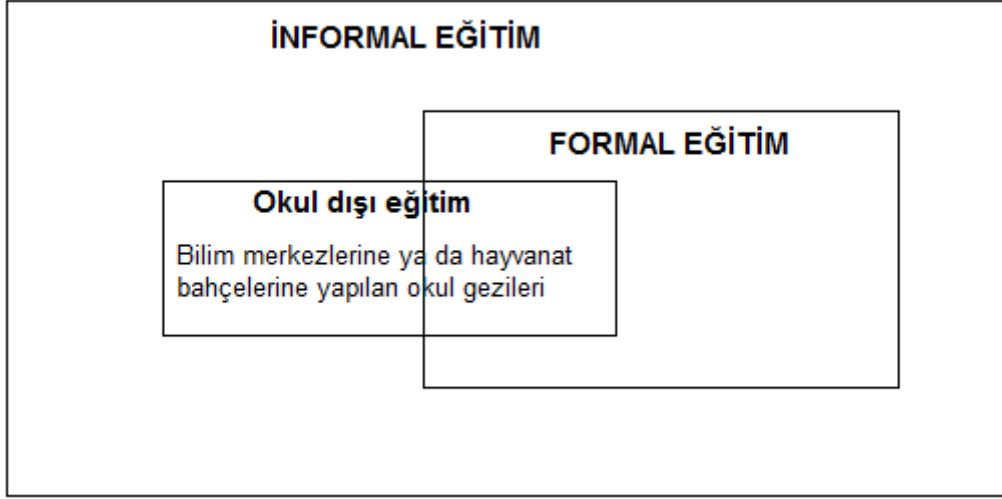 İNFORMAL EĞİTİM
FORMAL EĞİTİM
Okul dışı eğitim
Bilim merkezlerine ya da hayvanat
bahçelerine yapılan okul gezileri